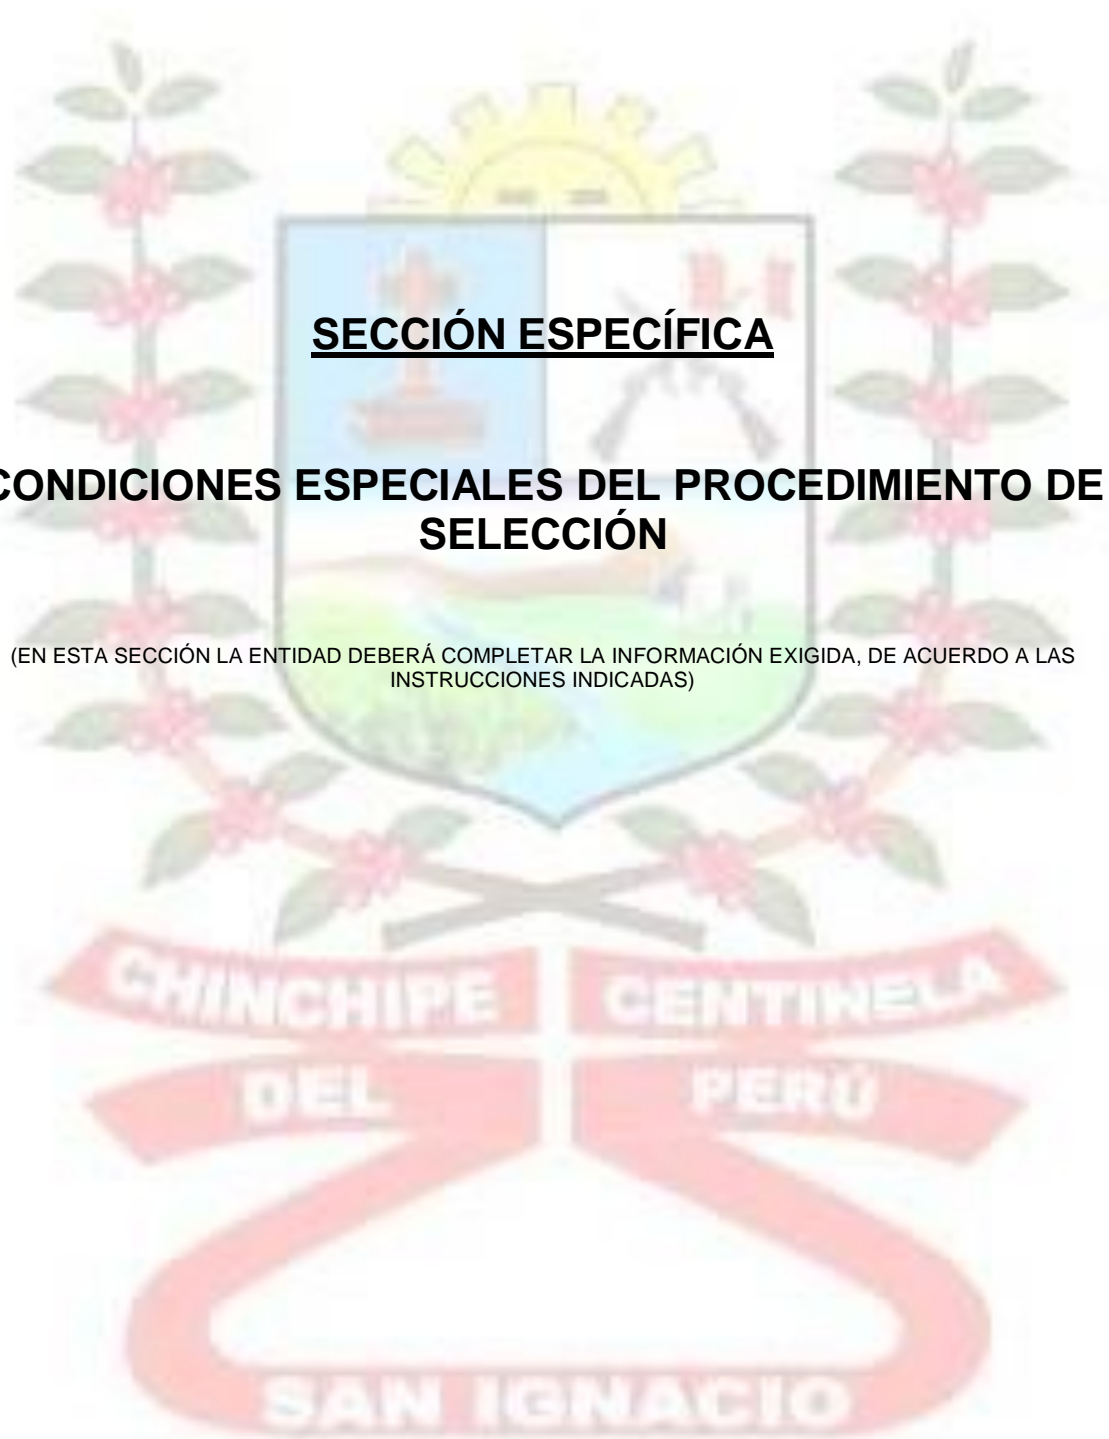 SECCIÓN ESPECÍFICA
CONDICIONES ESPECIALES DEL PROCEDIMIENTO DE
SELECCIÓN
(EN ESTA SECCIÓN LA ENTIDAD DEBERÁ COMPLETAR LA INFORMACIÓN EXIGIDA, DE ACUERDO A LAS
INSTRUCCIONES INDICADAS)
CHINCHIPE CENTINELA
DEL PERÚ
SAN IGNACIO